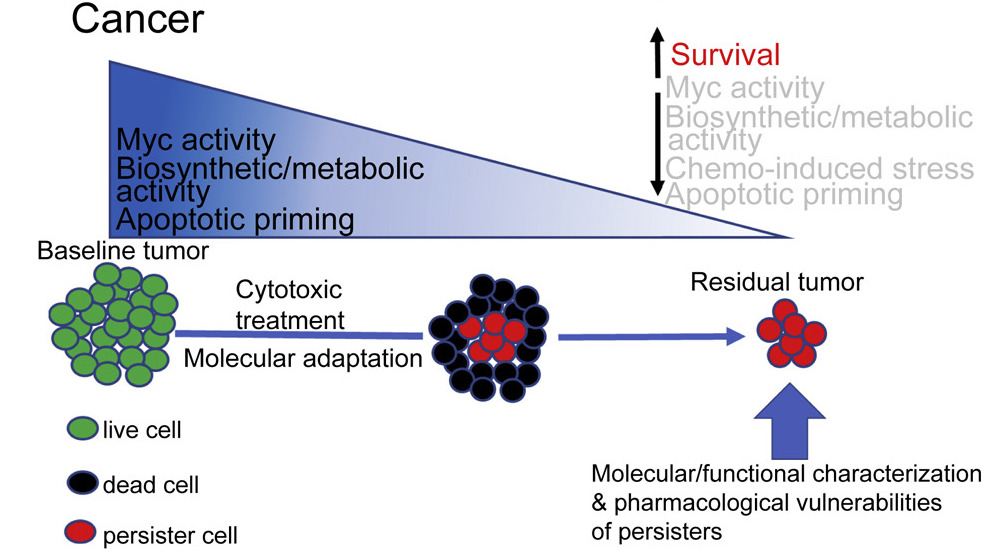 Cancer
Survival
Myc activity
Biosynthetic/metabolic
activity
Chemo-induced stress
Apoptotic priming
Myc activity
Biosynthetic/metabolic
activity
Apoptotic priming
Baseline tumor
Cytotoxic
treatment
Molecular adaptation
Residual tumor
live cell
dead cell
persister cell
Molecular/functional characterization
& pharmacological vulnerabilities
of persisters